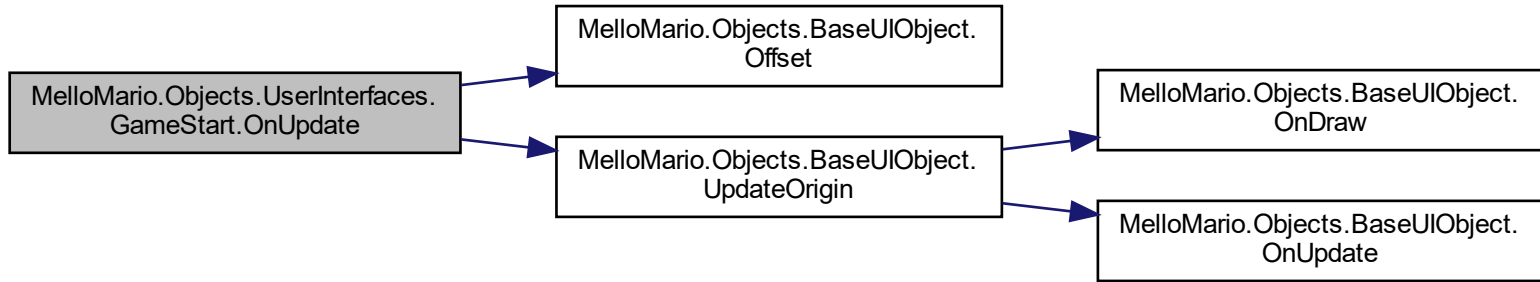 MelloMario.Objects.UserInterfaces.
GameStart.OnUpdate
MelloMario.Objects.BaseUIObject.
Offset
MelloMario.Objects.BaseUIObject.
UpdateOrigin
MelloMario.Objects.BaseUIObject.
OnDraw
MelloMario.Objects.BaseUIObject.
OnUpdate